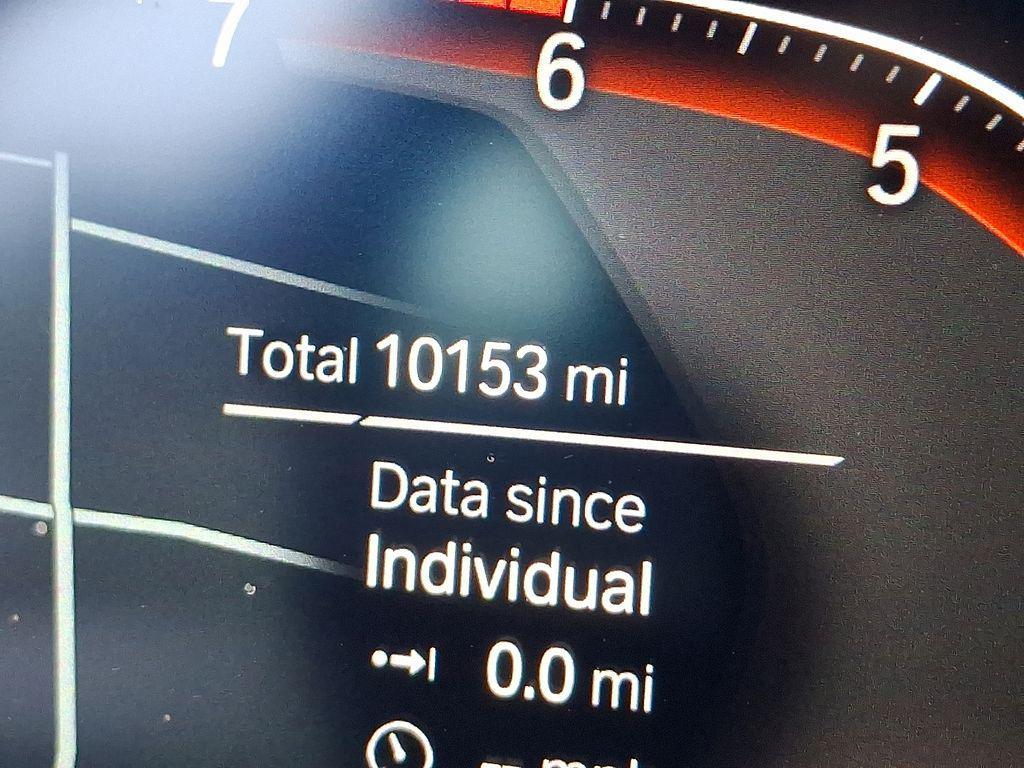 7
6
5
Total 10153 mi
Data since
Individual
0.0 mi